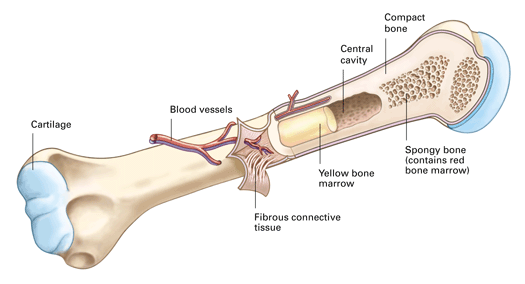 Compact
bone
Central
cavity
Blood vessels
Cartilage
Spongy bone
(contains red
bone marrow)
Yellow bone
marrow
Fibrous connective
tissue